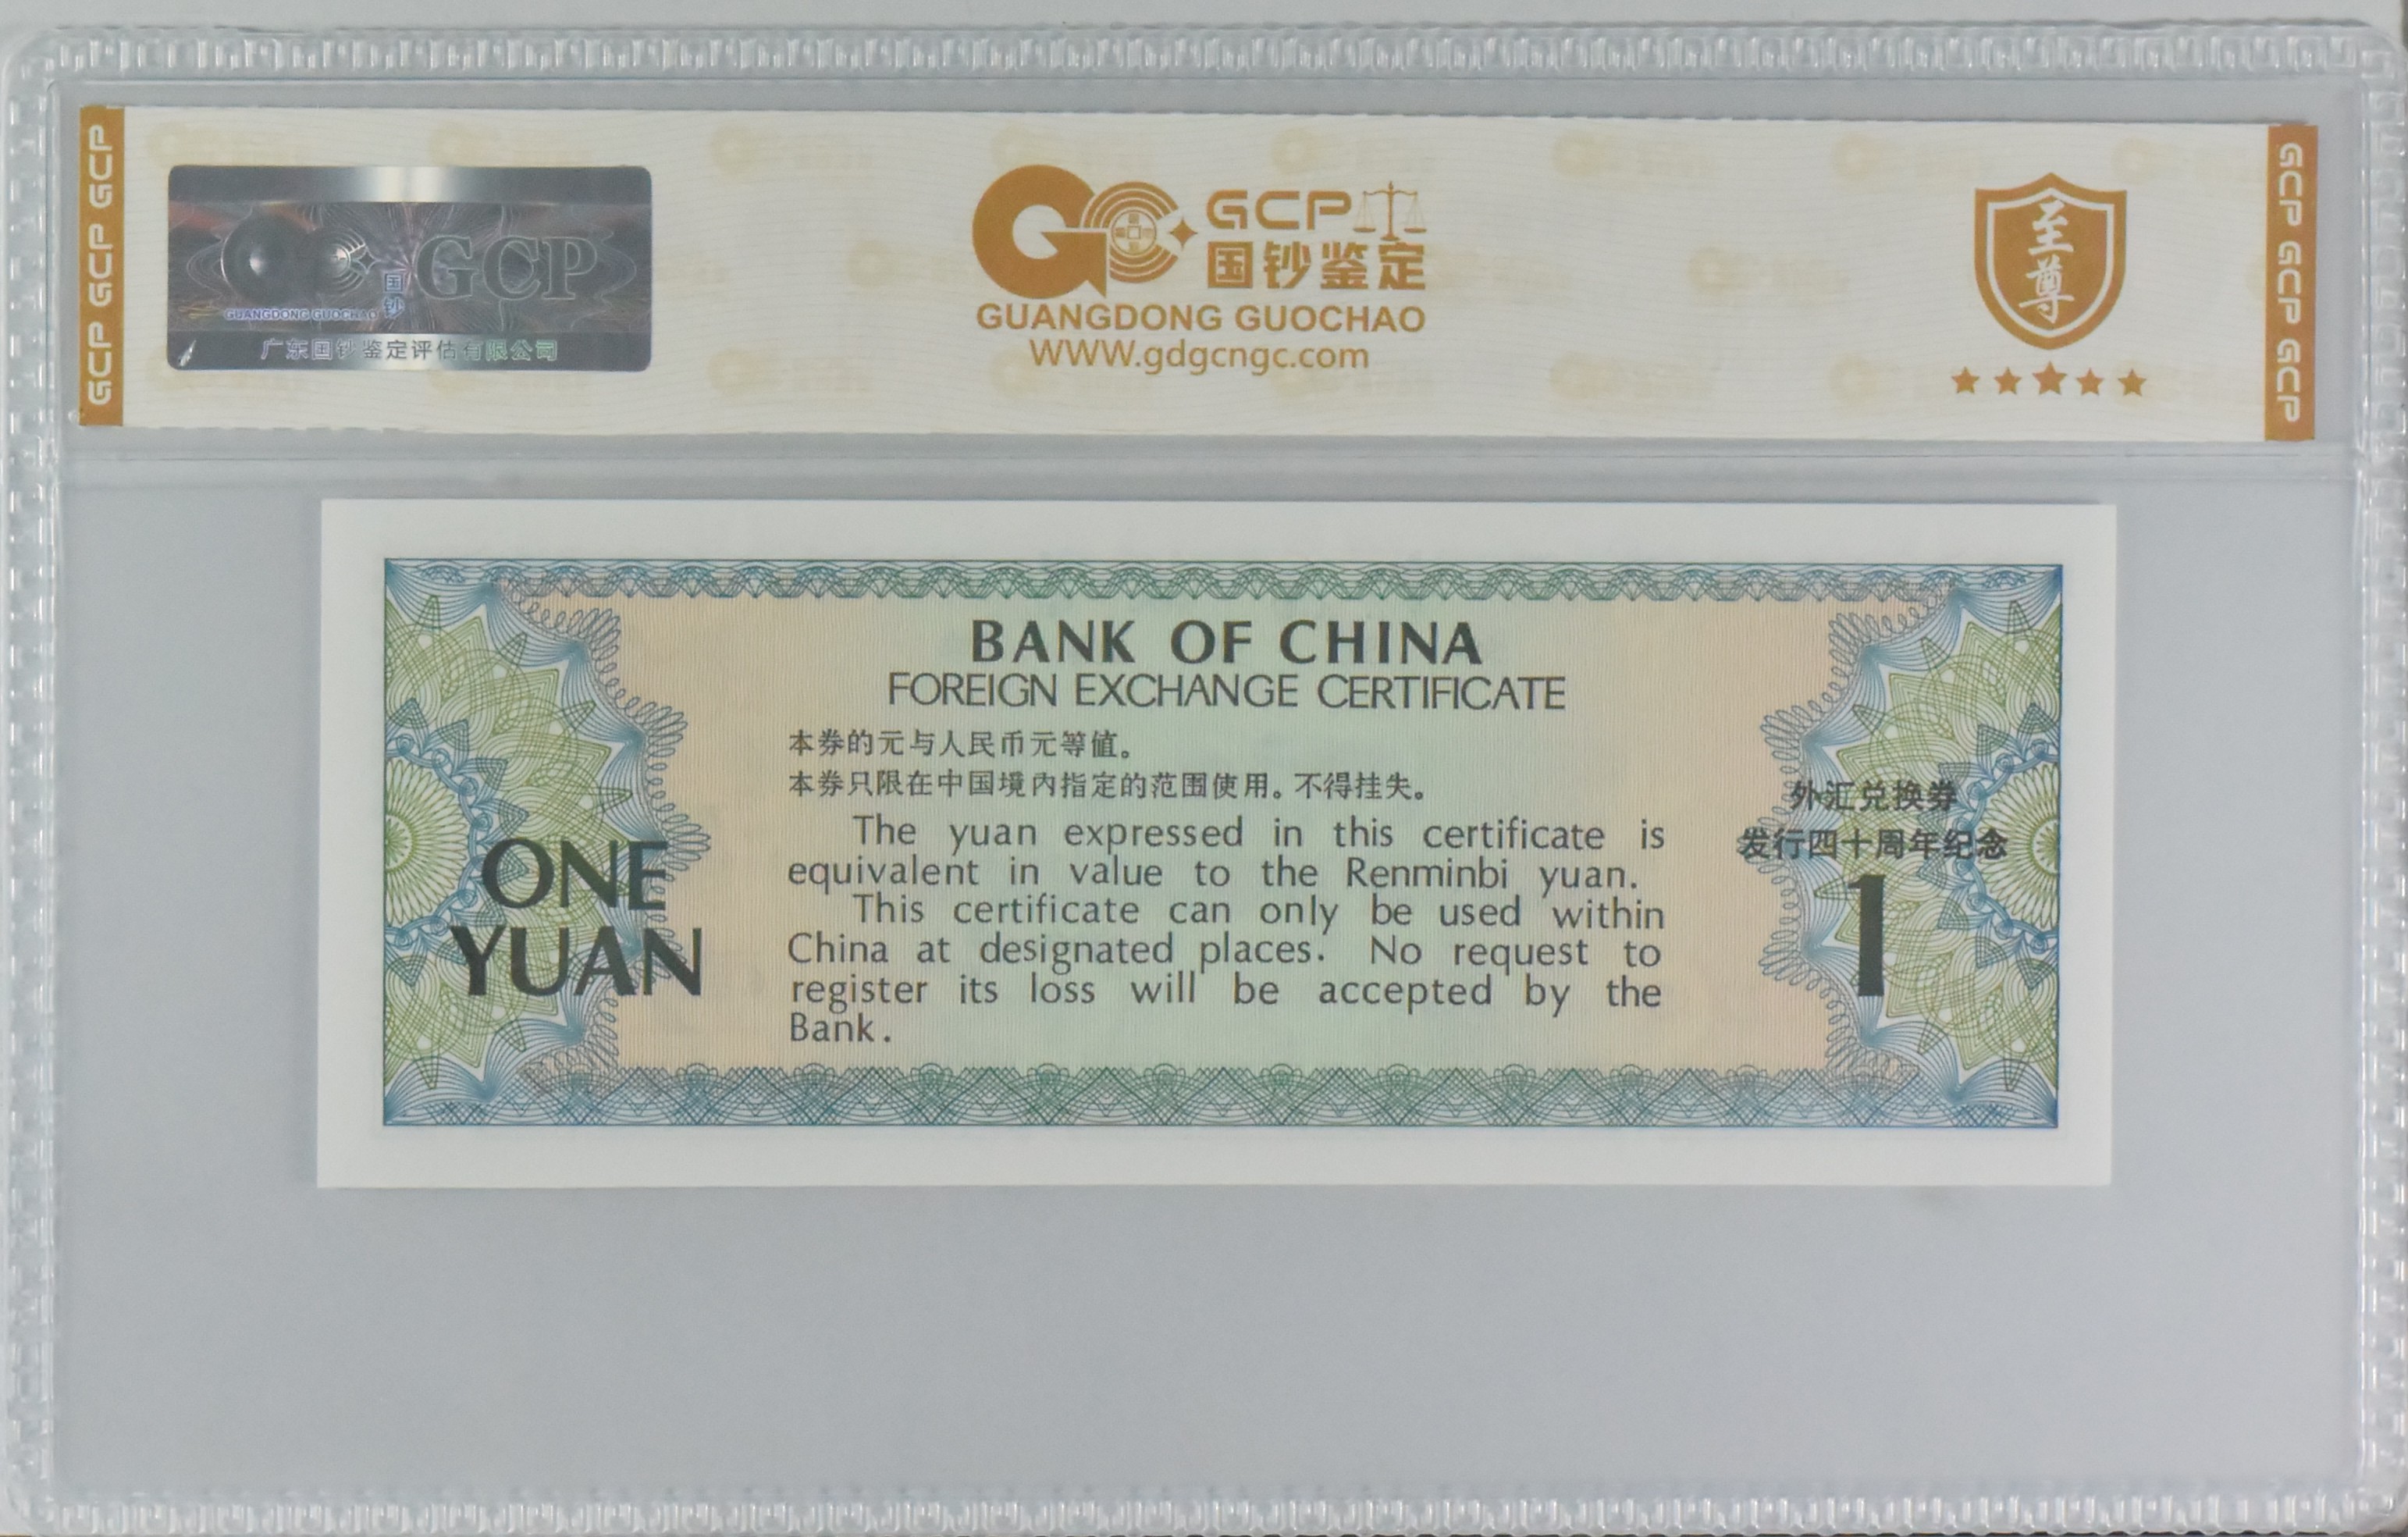 GCP GCP GCP
国钞
GCP
GUANGDONG GUOCHAO
广东国钞鉴定评估有限公司
GCP
国钞鉴定
GUANGDONG GUOCHAO
WWW.gdgcngc.com
至尊
GCP GCP GCP
BANK OF CHINA
FOREIGN EXCHANGE CERTIFICATE
本券的元与人民币元等值。
本券只限在中国境内指定的范围使用。不得挂失。
The yuan expressed in this certificate is
equivalent in value to the Renminbi yuan.
This certificate can only be used within
China at designated places. No request to
register its loss will be accepted by the
Bank.
ONE
YUAN
外汇兑换券
发行四十周年纪念
1